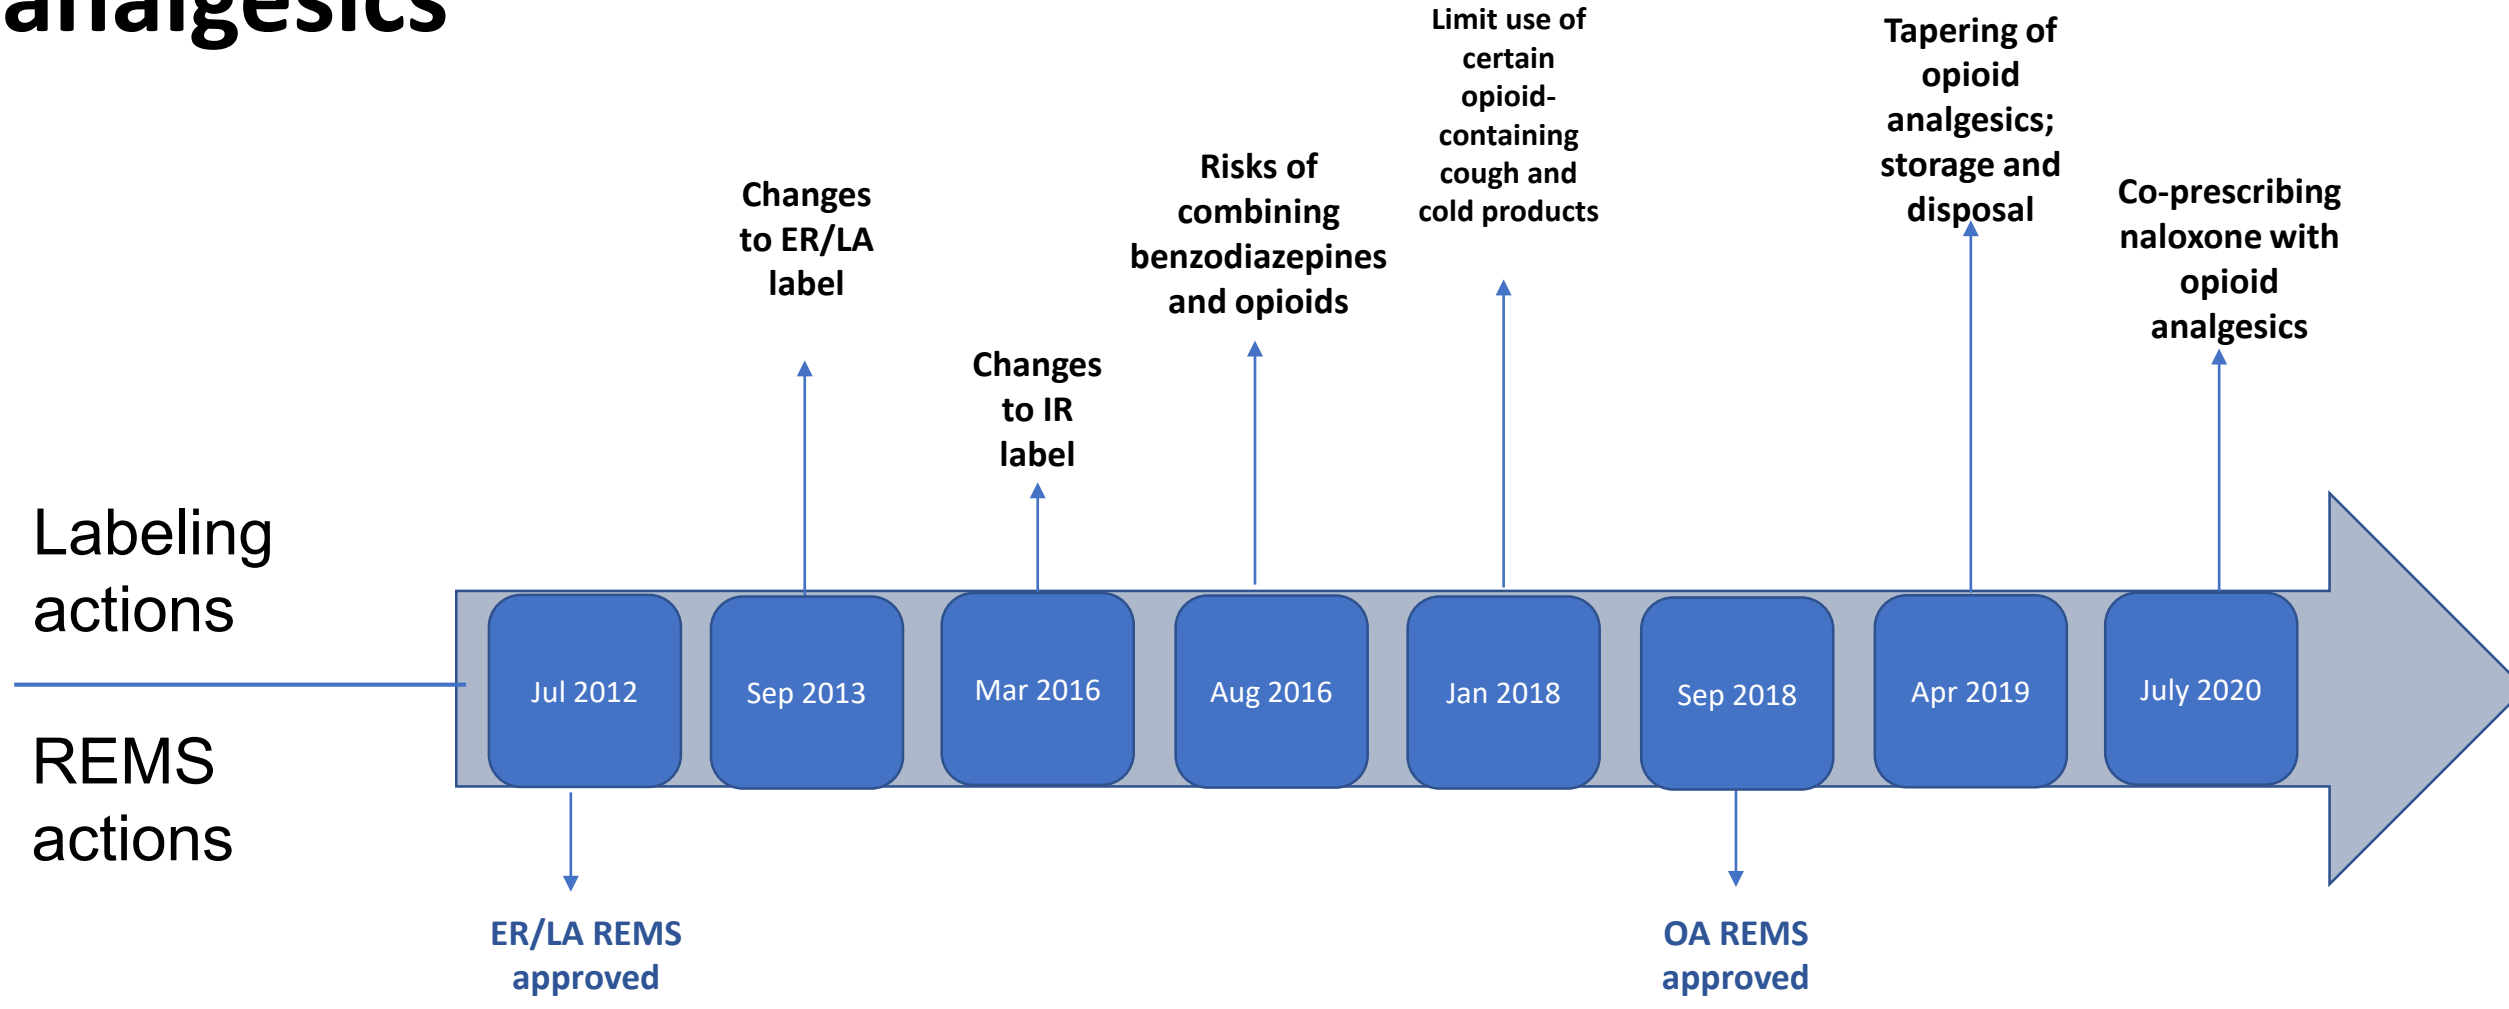 analgesics
Limit use of
certain
opioid-
containing
cough and
cold products
Tapering of
opioid
analgesics;
storage and
disposal
Risks of
combining
benzodiazepines
and opioids
Changes
to ER/LA
label
Co-prescribing
naloxone with
opioid
analgesics
Changes
to IR
label
Labeling
actions
Jul 2012
Sep 2013
Mar 2016
Aug 2016
Jan 2018
Sep 2018
Apr 2019
July 2020
REMS
actions
ER/LA REMS
approved
OA REMS
approved